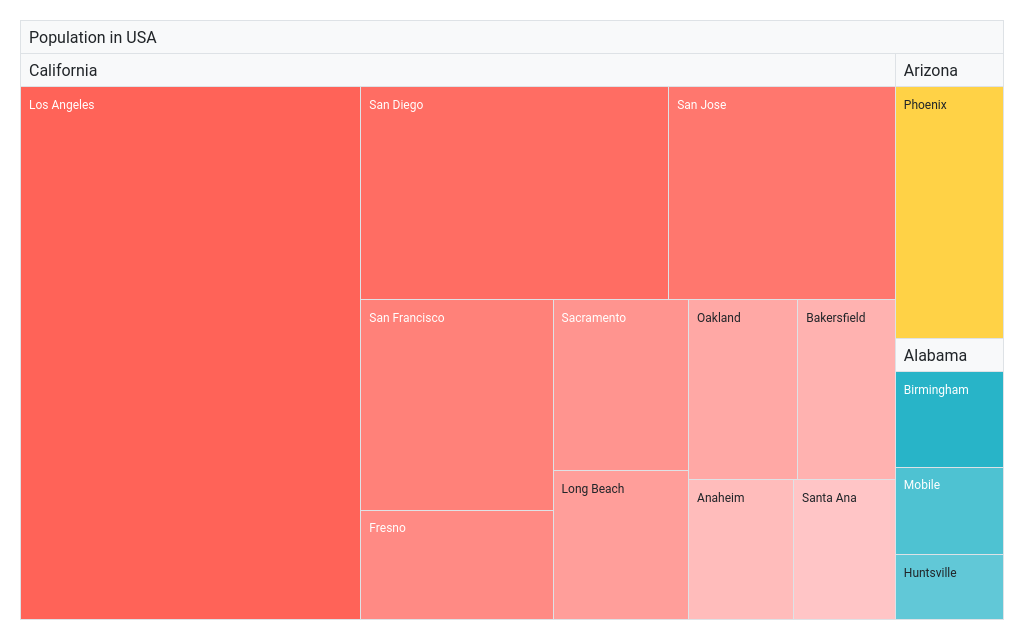 Population in USA
California
Arizona
Los Angeles
San Diego
San Jose
Phoenix
San Francisco
Sacramento
Oakland
Bakersfield
Alabama
Birmingham
Mobile
Long Beach
Anaheim
Santa Ana
Fresno
Huntsville